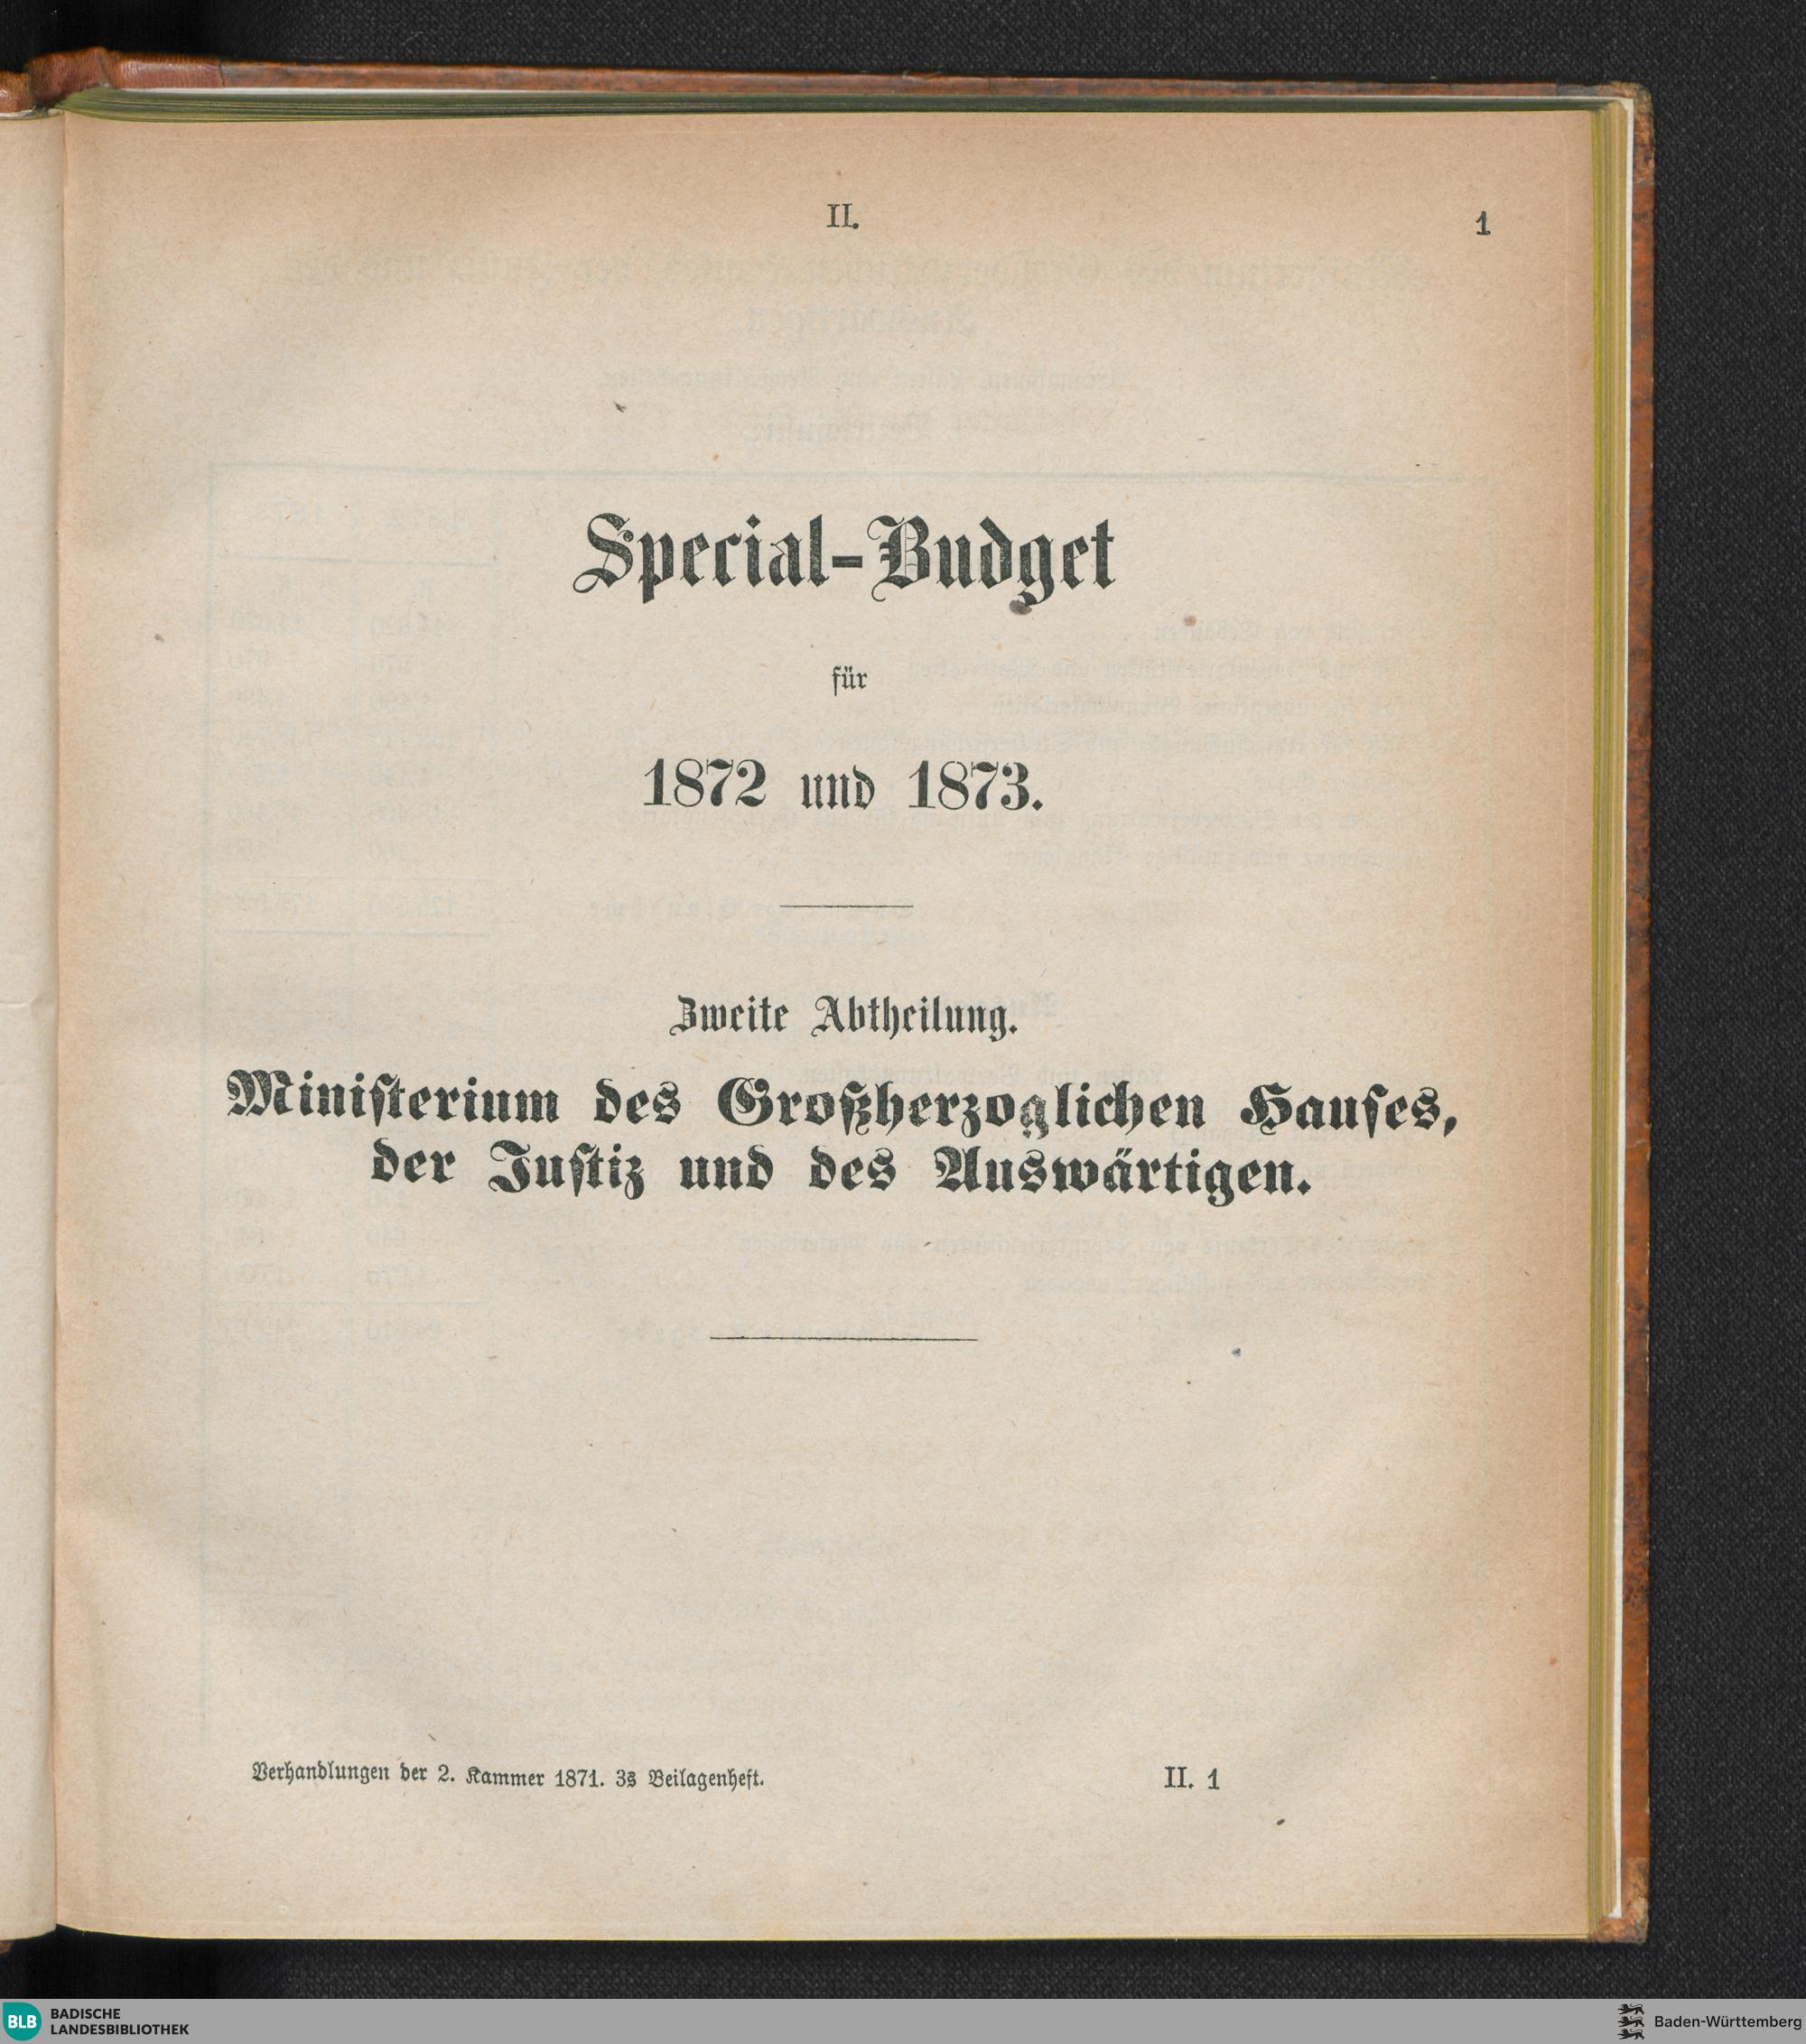 II.
1
Special-Budget
für
1872 und 1873.
Zweite Abtheilung.
Miniſterium des Großherzoglichen Hauſes,
der Juſtiz und des Auswärtigen.
Verhandlungen der 2. Kammer 1871. 3s Beilagenheft.
II. 1
BLB
BADISCHE
LANDESBIBLIOTHEK
Baden-Württemberg